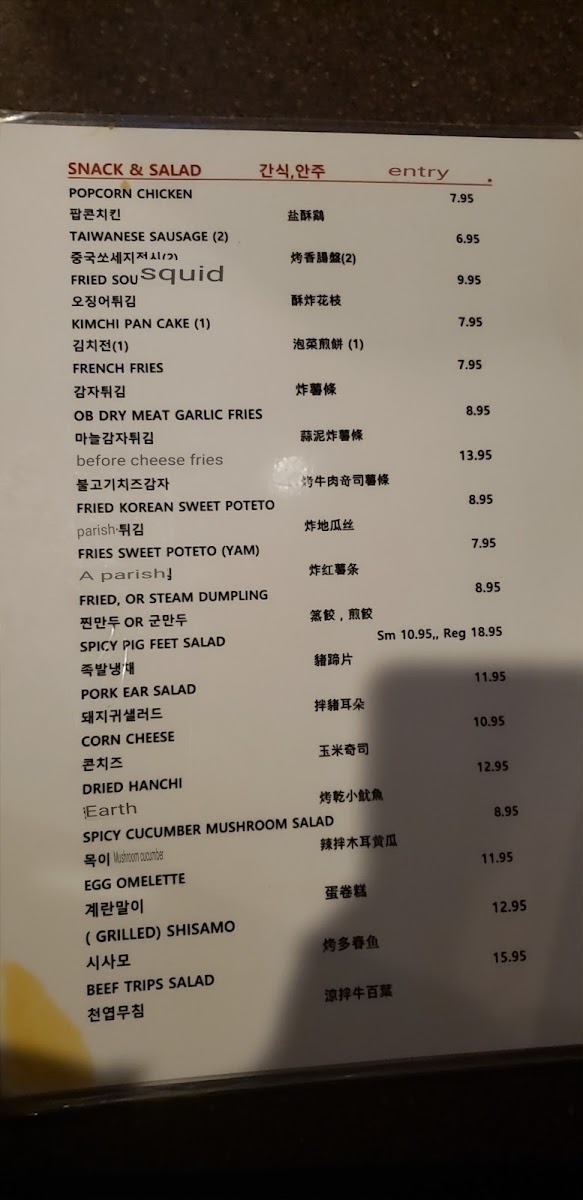 SNACK & SALAD 간식,안주 entry
POPCORN CHICKEN 7.95
팝콘치킨 盐酥鷄
TAIWANESE SAUSAGE (2) 6.95
중국쏘세지접시(2) 烤香腸盤(2)
FRIED SQU squid 9.95
오징어튀김 酥炸花枝
KIMCHI PAN CAKE (1) 7.95
김치전(1) 泡菜煎餅 (1)
FRENCH FRIES 7.95
감자튀김 炸薯條
OB DRY MEAT GARLIC FRIES 8.95
마늘감자튀김 蒜泥炸薯條
before cheese fries 13.95
불고기치즈감자 烤牛肉奇司薯條
FRIED KOREAN SWEET POTETO 8.95
parish 튀김 炸地瓜丝
FRIES SWEET POTETO (YAM) 7.95
A parish 炸红薯条
FRIED, OR STEAM DUMPLING 8.95
찐만두 OR 군만두 蒸餃 , 煎餃
SPICY PIG FEET SALAD Sm 10.95,, Reg 18.95
족발냉채 豬蹄片
PORK EAR SALAD 11.95
돼지귀샐러드 拌豬耳朵
CORN CHEESE 10.95
콘치즈 玉米奇司
DRIED HANCHI 12.95
Earth 烤乾小魷魚
SPICY CUCUMBER MUSHROOM SALAD 8.95
목이 Mushroom cucumber 辣拌木耳黄瓜
EGG OMELETTE 11.95
계란말이 蛋卷糕
( GRILLED) SHISAMO 12.95
시사모 烤多春鱼
BEEF TRIPS SALAD 15.95
천엽무침 涼拌牛百葉